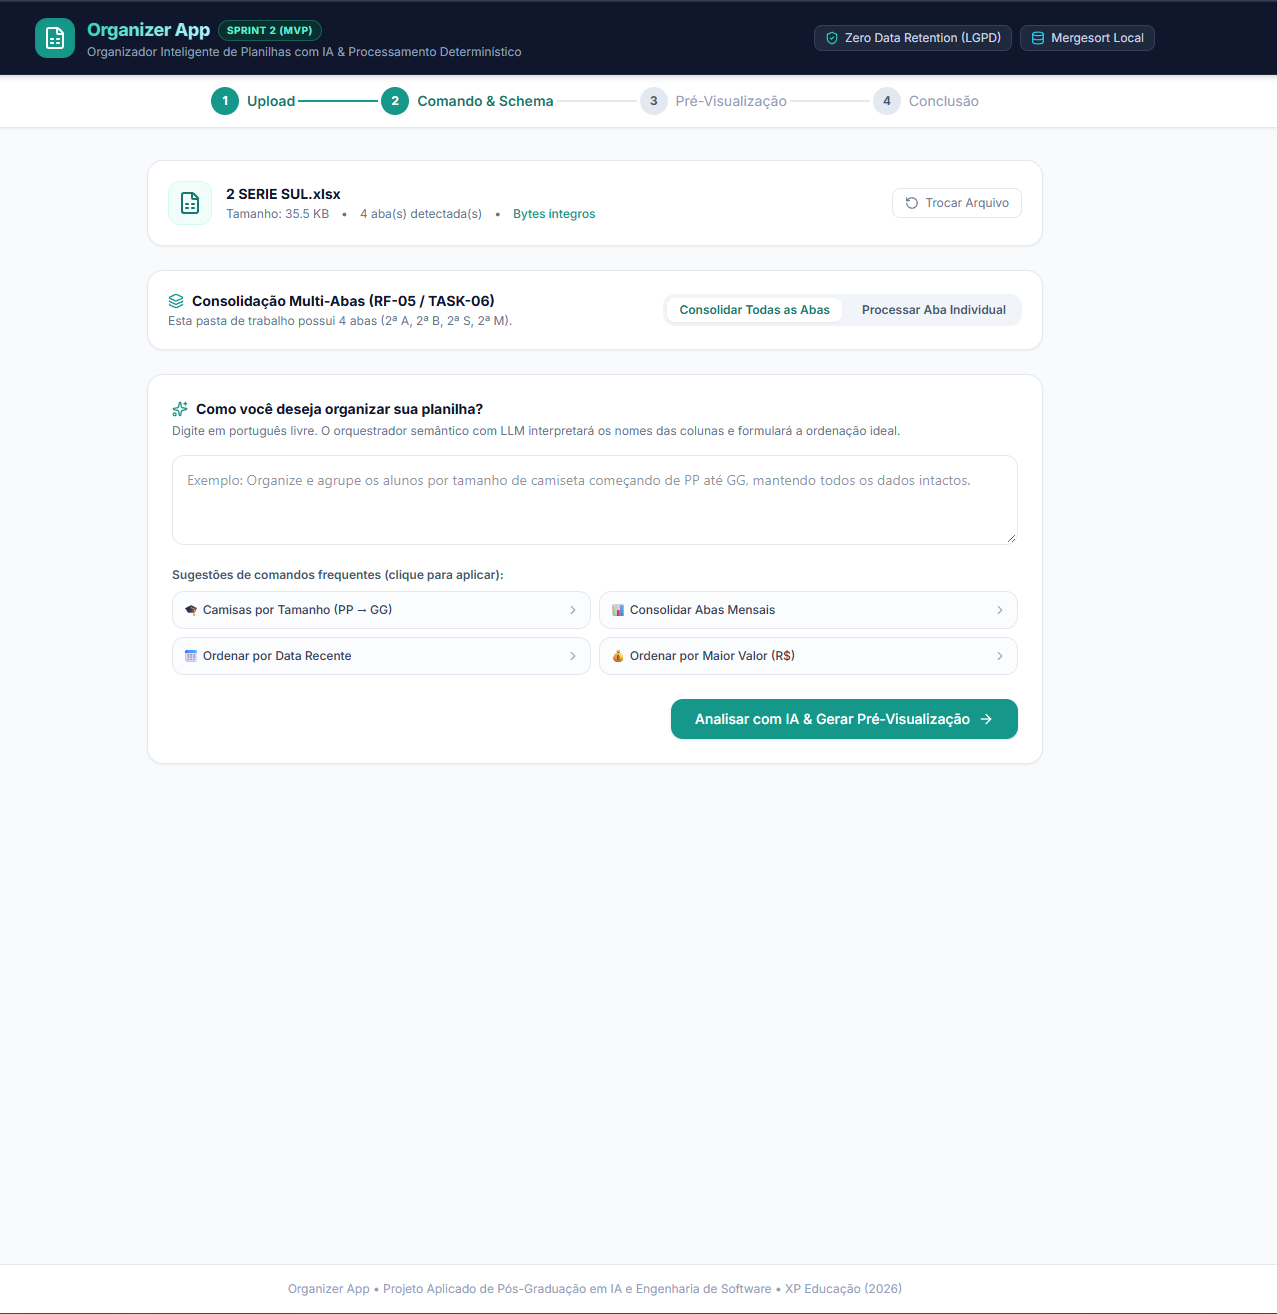 Organizer App SPRINT 2 (MVP)
Organizador Inteligente de Planilhas com IA & Processamento Determinístico
Zero Data Retention (LGPD)
Mergesort Local
1 Upload
2 Comando & Schema
3 Pré-Visualização
4 Conclusão
2 SERIE SUL.xlsx
Tamanho: 35.5 KB • 4 aba(s) detectada(s) • Bytes íntegros
Trocar Arquivo
Consolidação Multi-Abas (RF-05 / TASK-06)
Esta pasta de trabalho possui 4 abas (2ª A, 2ª B, 2ª S, 2ª M).
Consolidar Todas as Abas
Processar Aba Individual
Como você deseja organizar sua planilha?
Digite em português livre. O orquestrador semântico com LLM interpretará os nomes das colunas e formulará a ordenação ideal.
Exemplo: Organize e agrupe os alunos por tamanho de camiseta começando de PP até GG, mantendo todos os dados intactos.
Sugestões de comandos frequentes (clique para aplicar):
Camisas por Tamanho (PP → GG)
Consolidar Abas Mensais
Ordenar por Data Recente
Ordenar por Maior Valor (R$)
Analisar com IA & Gerar Pré-Visualização →
Organizer App • Projeto Aplicado de Pós-Graduação em IA e Engenharia de Software • XP Educação (2026)